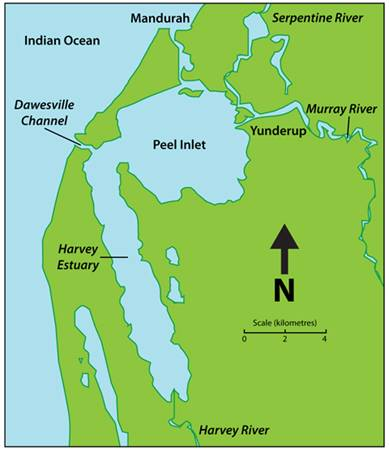 Mandurah
Serpentine River
Indian Ocean
Dawesville
Channel
Murray River
Yunderup
Peel Inlet
Harvey
Estuary
N
Scale (kilometres)
0 2 4
Harvey River